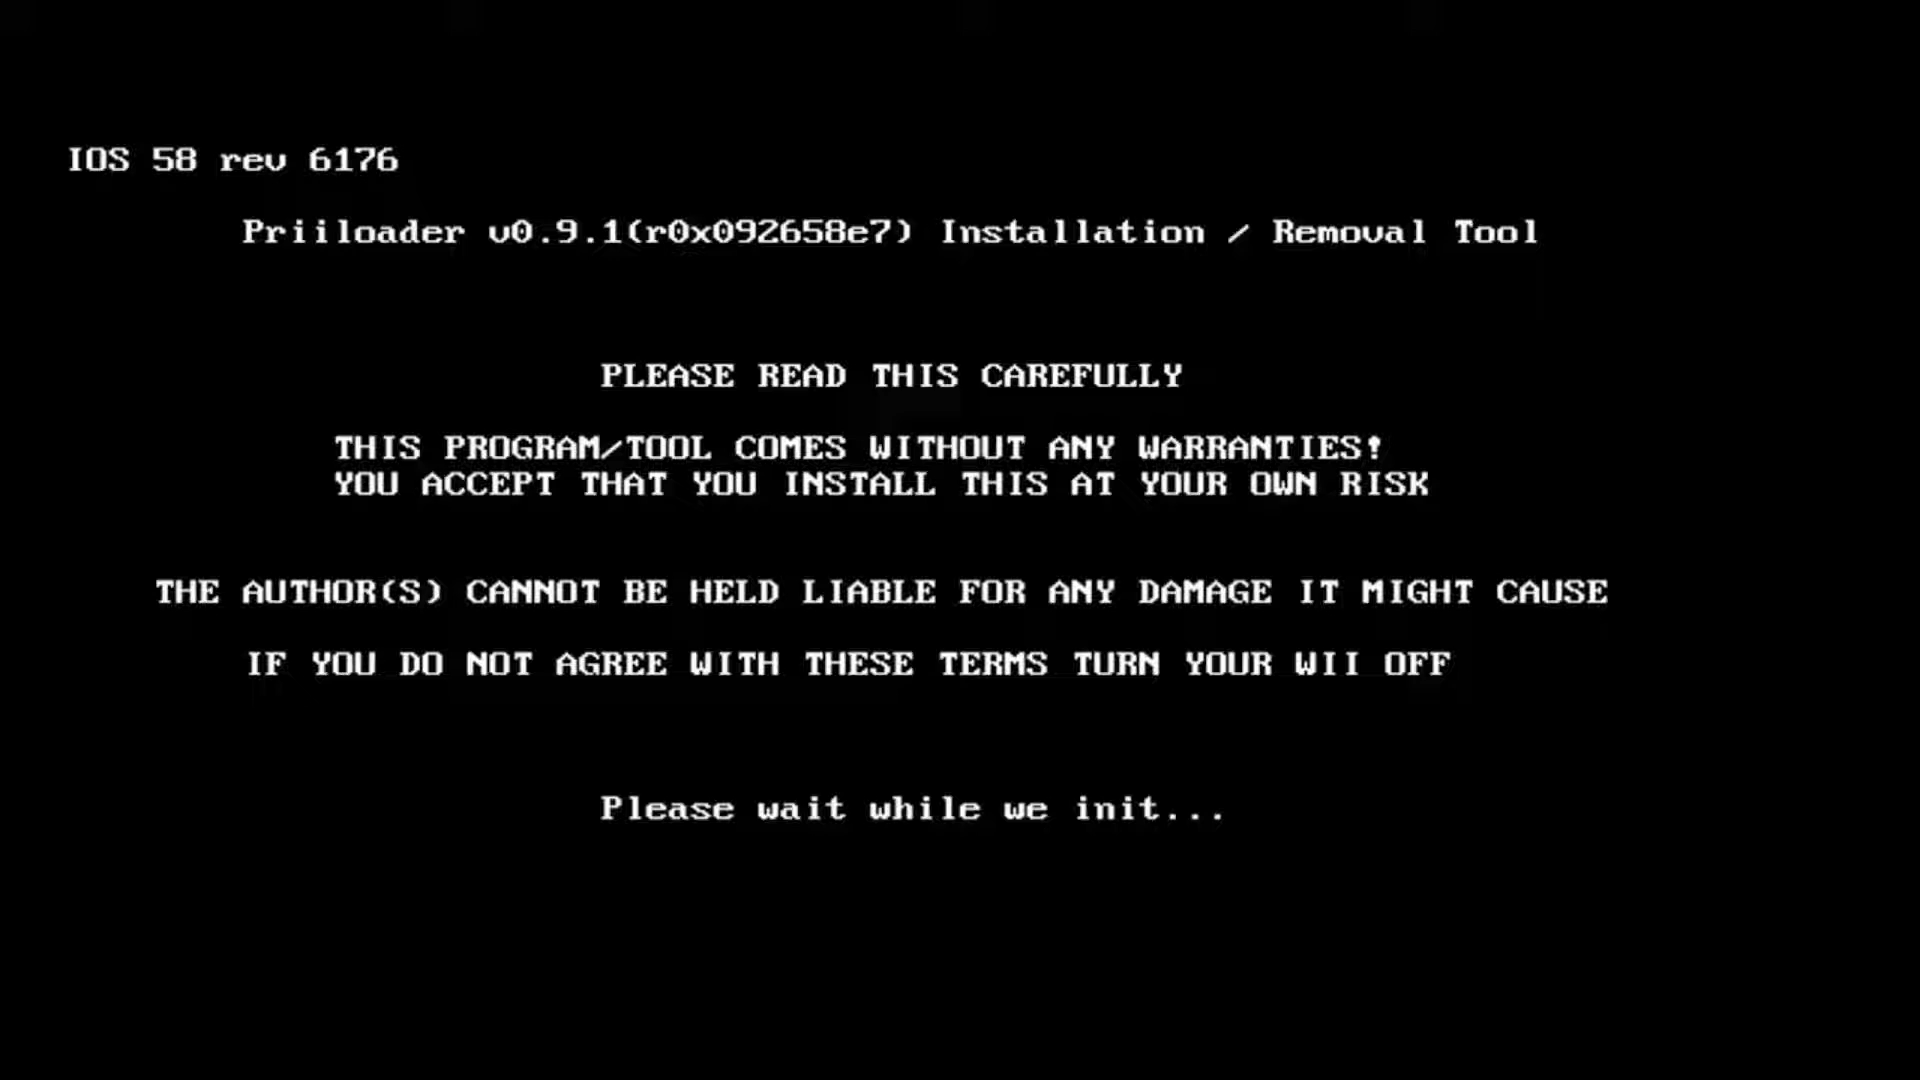 IOS 58 rev 6176
Priiloader v0.9.1(r0x092658e7) Installation / Removal Tool
PLEASE READ THIS CAREFULLY
THIS PROGRAM/TOOL COMES WITHOUT ANY WARRANTIES!
YOU ACCEPT THAT YOU INSTALL THIS AT YOUR OWN RISK
THE AUTHOR(S) CANNOT BE HELD LIABLE FOR ANY DAMAGE IT MIGHT CAUSE
IF YOU DO NOT AGREE WITH THESE TERMS TURN YOUR WII OFF
Please wait while we init...